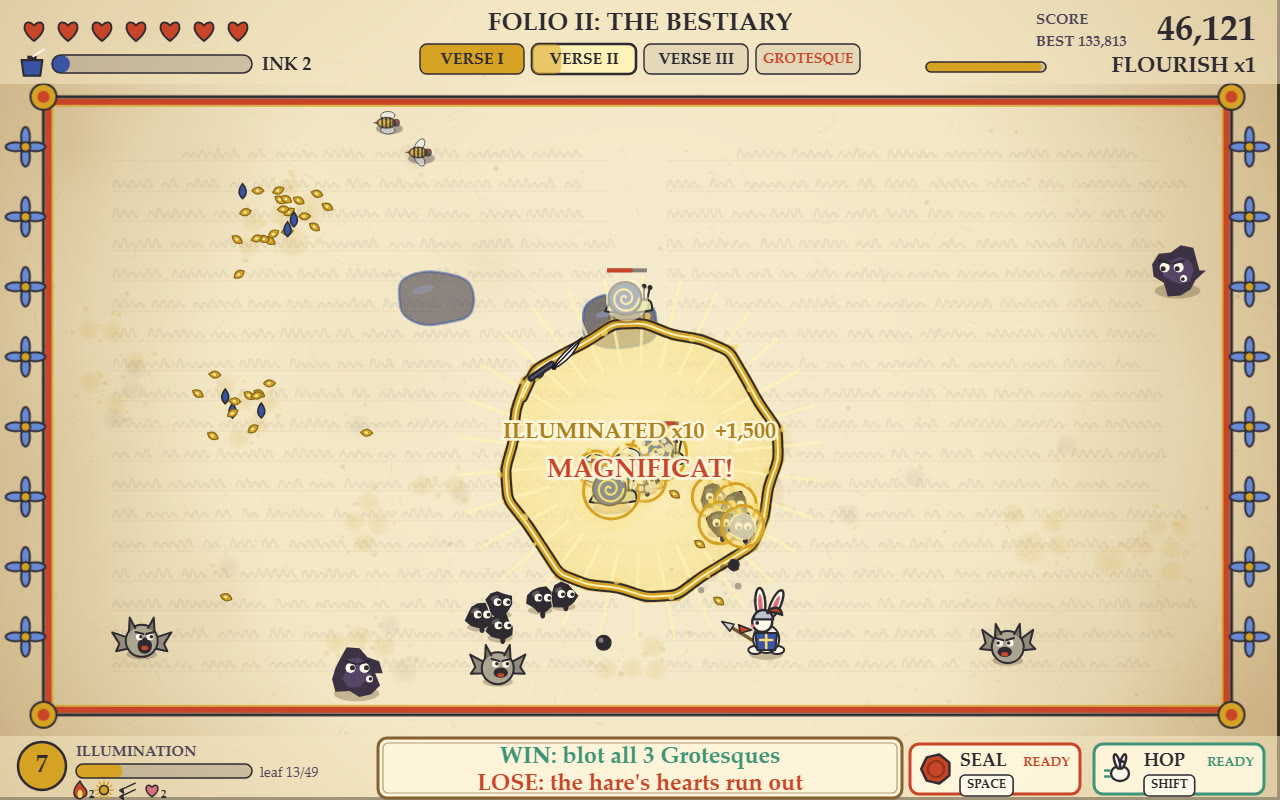 FOLIO II: THE BESTIARY
SCORE
46,121
BEST 133,813
INK 2
VERSE I
VERSE II
VERSE III
GROTESQUE
FLOURISH x1
ILLUMINATED x10 +1,500
MAGNIFICAT!
7
ILLUMINATION
leaf 13/49
2
2
WIN: blot all 3 Grotesques
LOSE: the hare's hearts run out
SEAL READY
SPACE
HOP READY
SHIFT